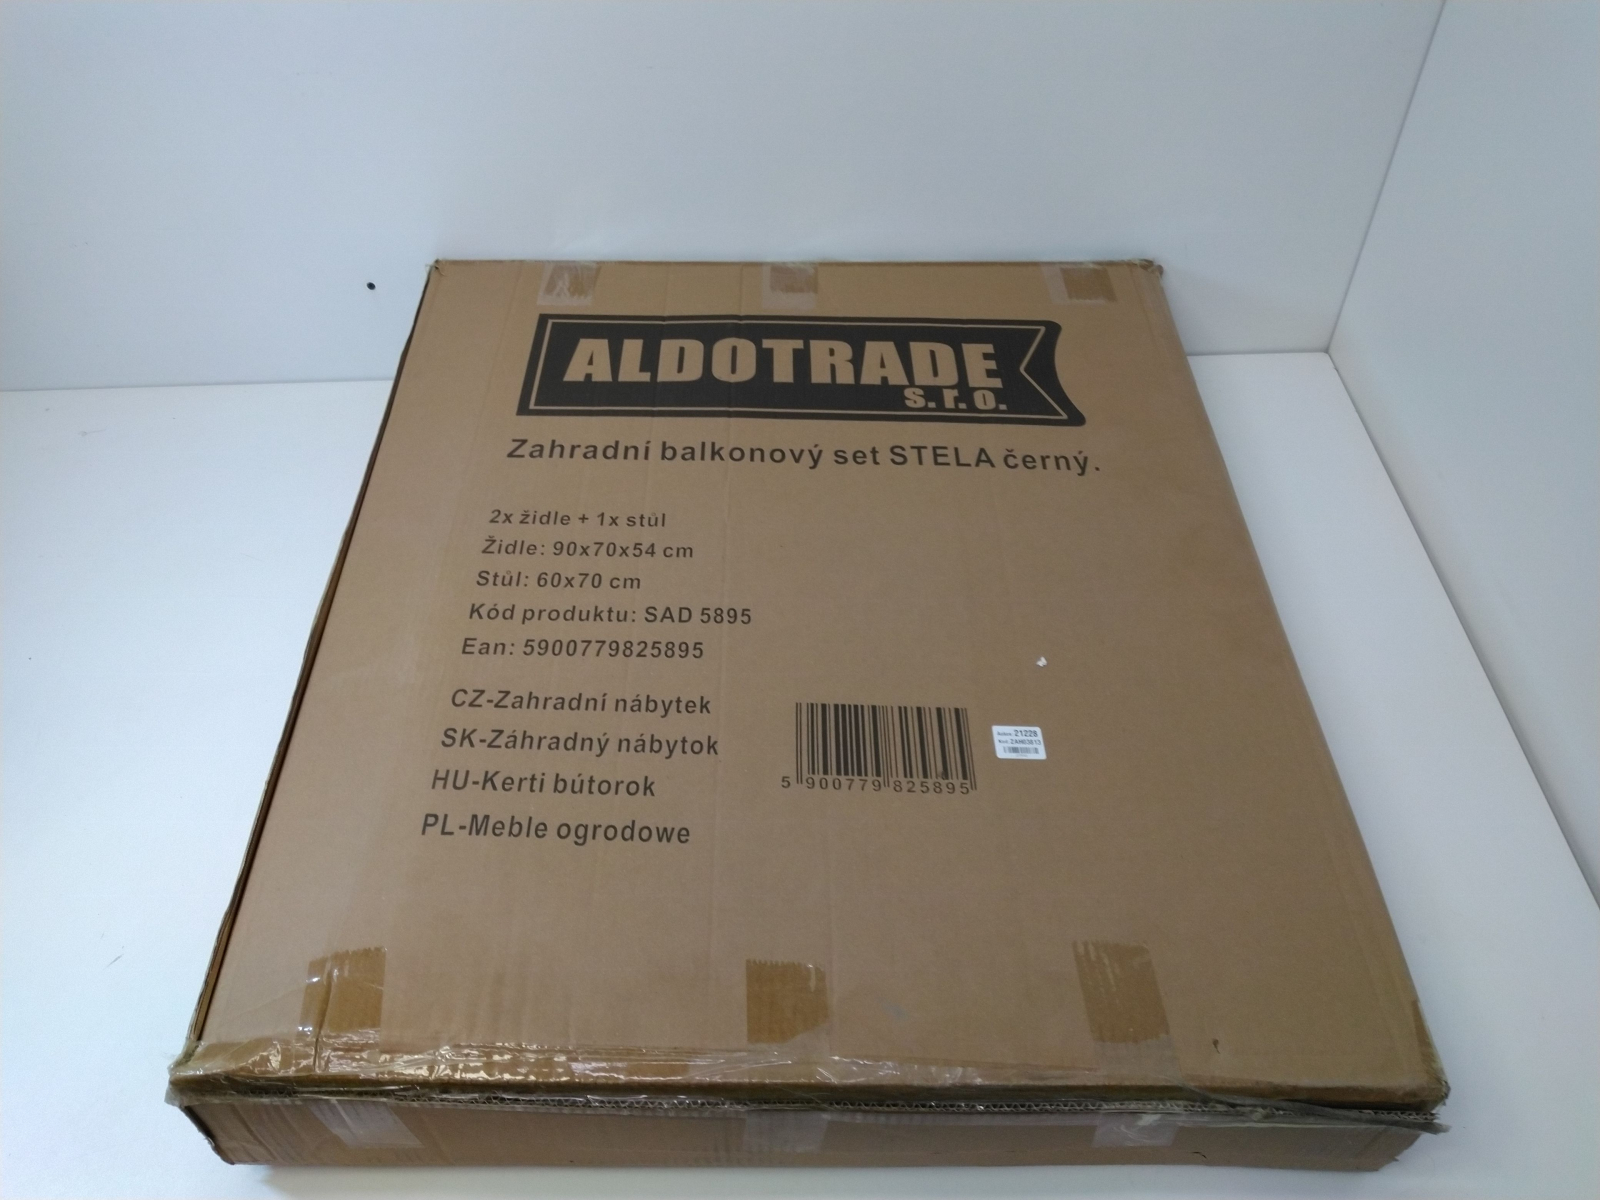 ALDOTRADE
s.r.o.
Zahradní balkonový set STELA černý.
2x židle + 1x stůl
Židle: 90x70x54 cm
Stůl: 60x70 cm
Kód produktu: SAD 5895
Ean: 5900779825895
CZ-Zahradní nábytek
SK-Záhradný nábytok
HU-Kerti bútorok
PL-Meble ogrodowe
5 900779 825895
21228